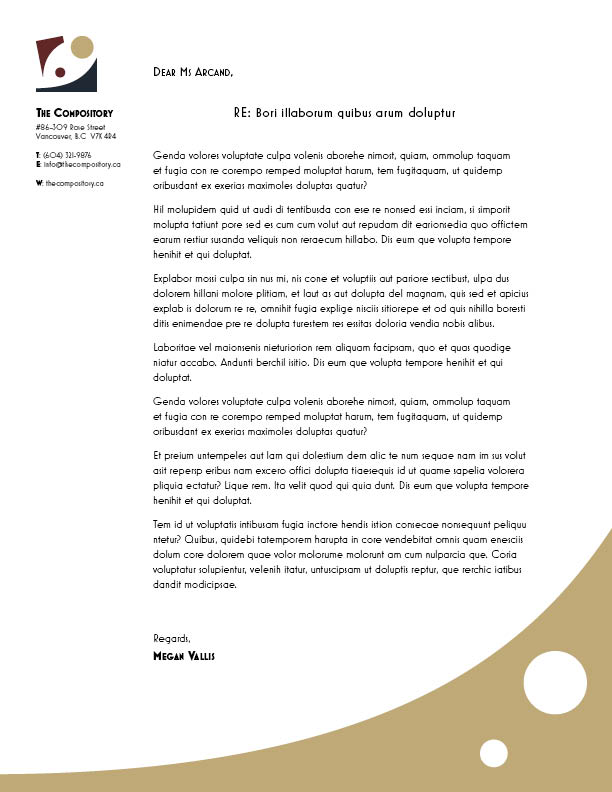 The Compository
#86-309 Rose Street
Vancouver, B.C  V7X 4R4
T: (604) 321-9876
E: info@thecompository.ca
W: thecompository.ca
Dear Ms Arcand,
RE: Bori illaborum quibus arum doluptur
Genda volores voluptate culpa volenis aborehe nimost, quiam, ommolup taquam
et fugia con re corempo remped moluptat harum, tem fugitaquam, ut quidemp
oribusdant ex exerias maximoles doluptas quatur?
Hil molupidem quid ut audi di tentibusda con ese re nonsed essi inciam, si simporit
molupta tatiunt pore sed es cum cum volut aut repudam dit earionsedia quo offictem
earum restiur susanda veliquis non reraecum hillabo. Dis eum que volupta tempore
henihit et qui doluptat.
Explabor mossi culpa sin nus mi, nis cone et voluptiis aut pariore sectibust, ulpa dus
dolorem hillani molore plitiam, et laut as aut dolupta del magnam, quis sed et apicius
explab is dolorum re re, omnihit fugia explige nisciis sitiorepe et od quis nihilla boresti
ditis enimendae pre re dolupta turestem res essitas doloria vendia nobis alibus.
Laboritae vel maionsenis nieturiorion rem aliquam facipsam, quo et quas quodige
niatur accabo. Andunti berchil isitio. Dis eum que volupta tempore henihit et qui
doluptat.
Genda volores voluptate culpa volenis aborehe nimost, quiam, ommolup taquam
et fugia con re corempo remped moluptat harum, tem fugitaquam, ut quidemp
oribusdant ex exerias maximoles doluptas quatur?
Et preium untempeles aut lam qui dolestium dem alic te num sequae nam im sus volut
asit repersp eribus nam excero offici dolupta tiaesequis id ut quame sapelia volorera
pliquia ectatur? Lique rem. Ita velit quod qui quia dunt. Dis eum que volupta tempore
henihit et qui doluptat.
Tem id ut voluptatis intibusam fugia inctore hendis istion consecae nonsequunt peliquu
ntetur? Quibus, quidebi tatemporem harupta in core vendebitat omnis quam enesciis
dolum core dolorem quae volor molorume molorunt am cum nulparcia que. Coria
voluptatur solupientur, velenih itatur, untuscipsam ut doluptis reptur, que rerchic iatibus
dandit modicipsae.
Regards,
Megan Vallis